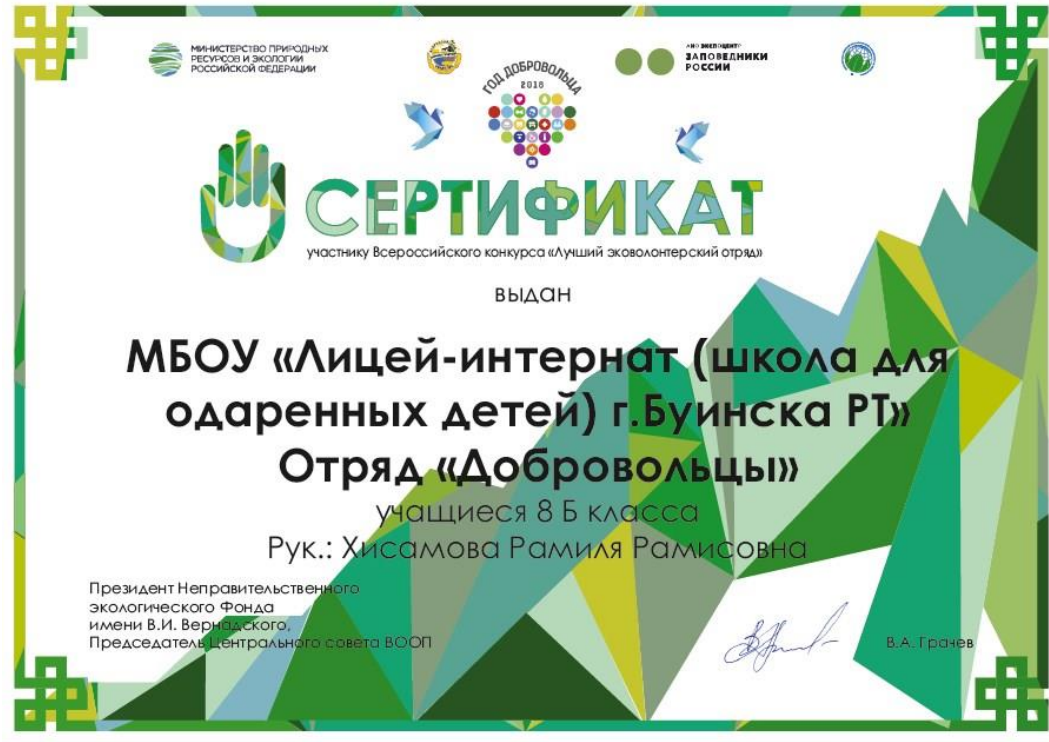 МИНИСТЕРСТВО ПРИРОДНЫХ
РЕСУРСОВ И ЭКОЛОГИИ
РОССИЙСКОЙ ФЕДЕРАЦИИ
ГОД ДОБРОВОЛЬЦА
2018
АНО ЭКОПОЦЕНТР
ЗАПОВЕДНИКИ
РОССИИ
СЕРТИФИКАТ
участнику Всероссийского конкурса «Лучший эковолонтерский отряд»
выдан
МБОУ «Лицей-интернат (школа для
одаренных детей) г.Буинска РТ»
Отряд «Добровольцы»
учащиеся 8 Б класса
Рук.: Хисамова Рамиля Рамисовна
Президент Неправительственного
экологического Фонда
имени В.И. Вернадского,
Председатель Центрального совета ВООП
В.А. Грачев